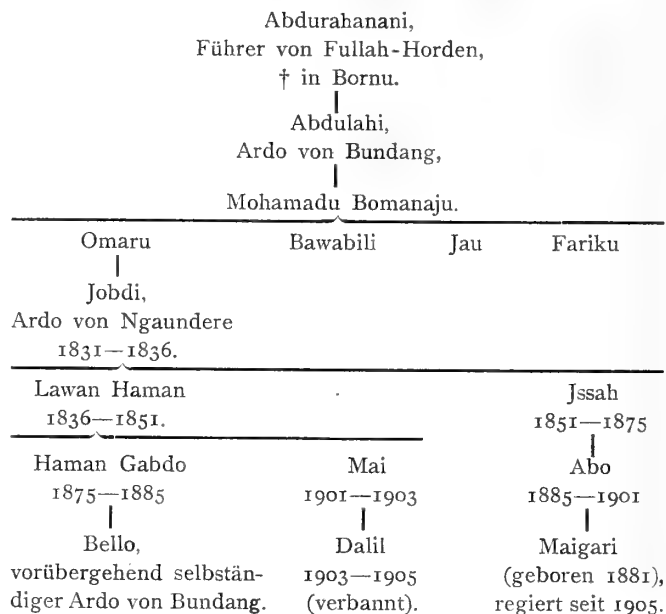 Abdurahanani,
Führer von Fullah-Horden,
† in Bornu.
Abdulahi,
Ardo von Bundang,
Mohamadu Bomanaju.
Omaru Bawabili Jau Fariku
Jobdi,
Ardo von Ngaundere
1831—1836.
Lawan Haman Jssah
1836—1851. 1851—1875
Haman Gabdo Mai Abo
1875—1885 1901—1903 1885—1901
Bello, Dalil Maigari
vorübergehend selbstän- 1903—1905 (geboren 1881),
diger Ardo von Bundang. (verbannt). regiert seit 1905.